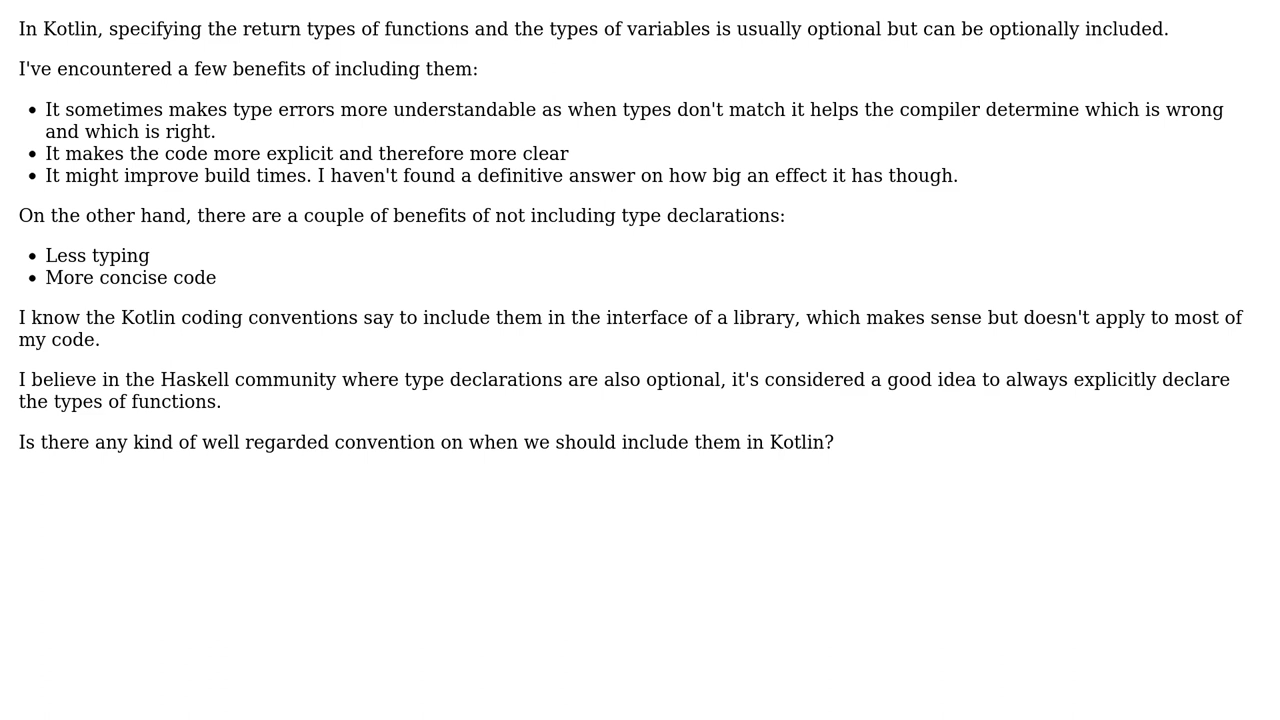 In Kotlin, specifying the return types of functions and the types of variables is usually optional but can be optionally included.
I've encountered a few benefits of including them:
• It sometimes makes type errors more understandable as when types don't match it helps the compiler determine which is wrong
and which is right.
• It makes the code more explicit and therefore more clear
• It might improve build times. I haven't found a definitive answer on how big an effect it has though.
On the other hand, there are a couple of benefits of not including type declarations:
• Less typing
• More concise code
I know the Kotlin coding conventions say to include them in the interface of a library, which makes sense but doesn't apply to most of
my code.
I believe in the Haskell community where type declarations are also optional, it's considered a good idea to always explicitly declare
the types of functions.
Is there any kind of well regarded convention on when we should include them in Kotlin?